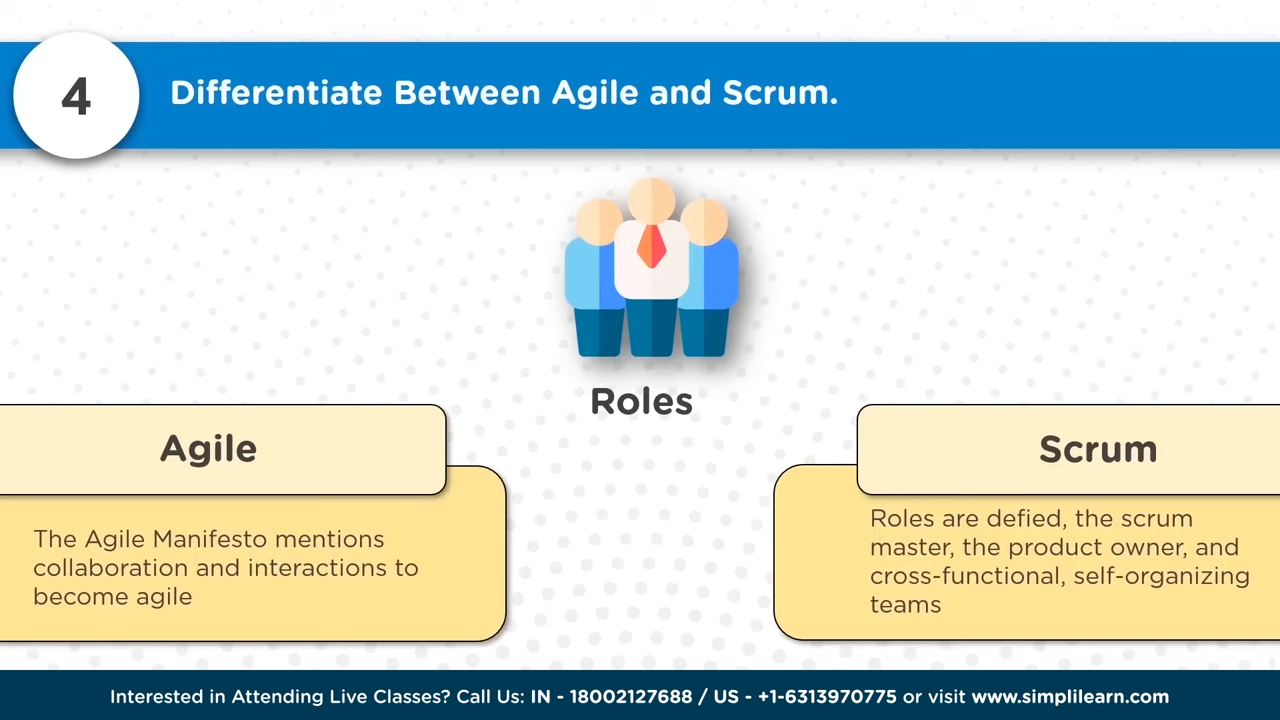 4
Differentiate Between Agile and Scrum.
Roles
Agile
The Agile Manifesto mentions
collaboration and interactions to
become agile
Scrum
Roles are defied, the scrum
master, the product owner, and
cross-functional, self-organizing
teams
Interested in Attending Live Classes? Call Us: IN - 18002127688 / US - +1-6313970775 or visit www.simplilearn.com